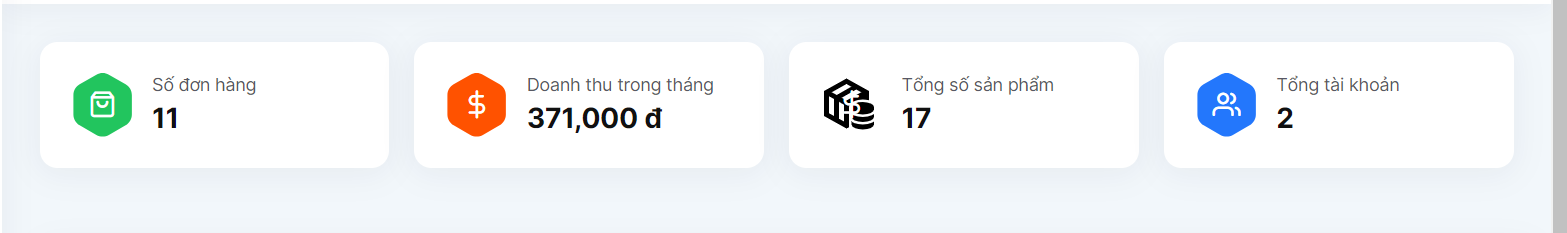 Số đơn hàng
11
Doanh thu trong tháng
371,000 đ
Tổng số sản phẩm
17
Tổng tài khoản
2